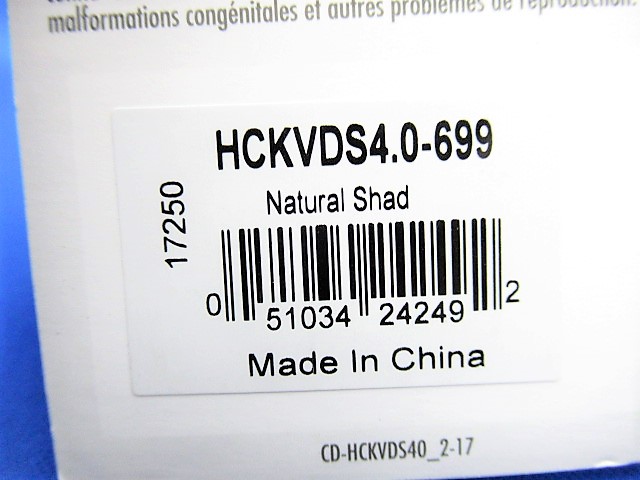 malformations congénitales et autres problèmes de reproduction.
HCKVDS4.0-699
17250
Natural Shad
0 51034 24249 2
Made In China
CD-HCKVDS40_2-17